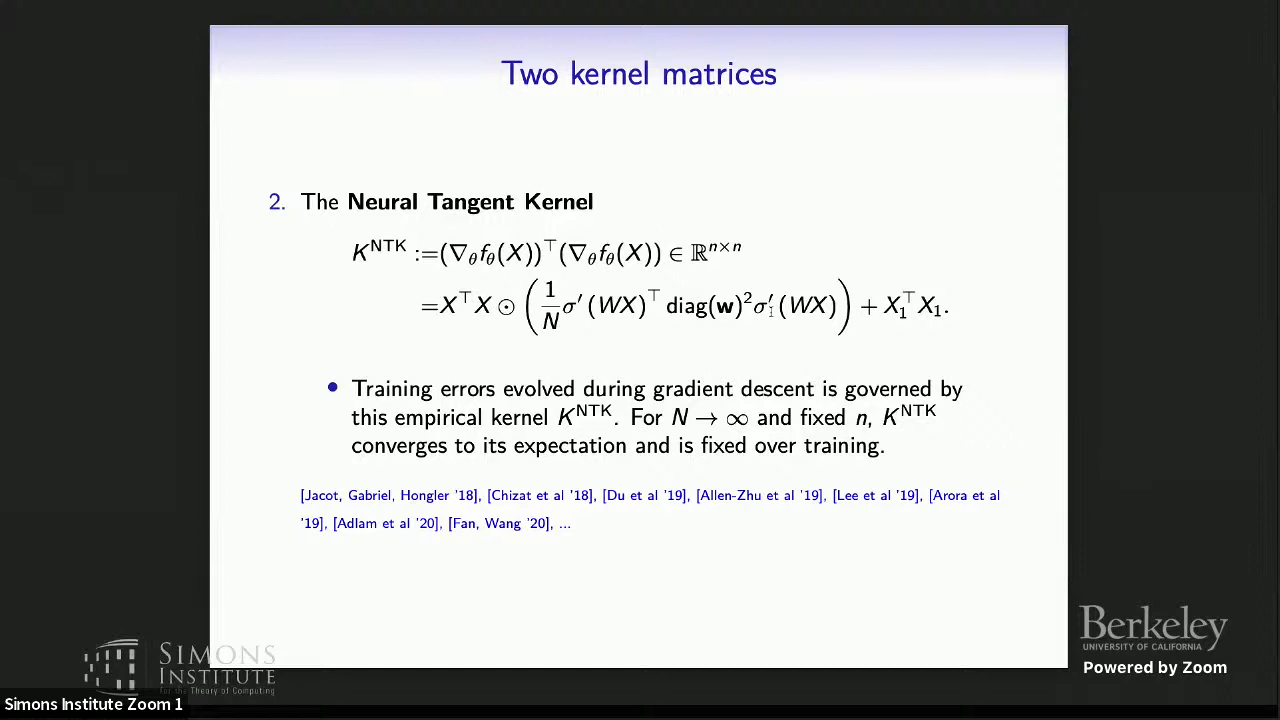 Two kernel matrices
2. The Neural Tangent Kernel
K^NTK :=(∇_θ f_θ(X))^⊤(∇_θ f_θ(X)) ∈ ℝ^{n×n}
=X^⊤X ⊙ (1/N σ′(WX)^⊤ diag(w)^2 σ′(WX)) + X_1^⊤X_1.
• Training errors evolved during gradient descent is governed by
this empirical kernel K^NTK. For N → ∞ and fixed n, K^NTK
converges to its expectation and is fixed over training.
[Jacot, Gabriel, Hongler '18], [Chizat et al '18], [Du et al '19], [Allen-Zhu et al '19], [Lee et al '19], [Arora et al
'19], [Adlam et al '20], [Fan, Wang '20], ...
SIMONS
INSTITUTE
For the Theory of Computing
Berkeley
UNIVERSITY OF CALIFORNIA
Powered by Zoom
Simons Institute Zoom 1